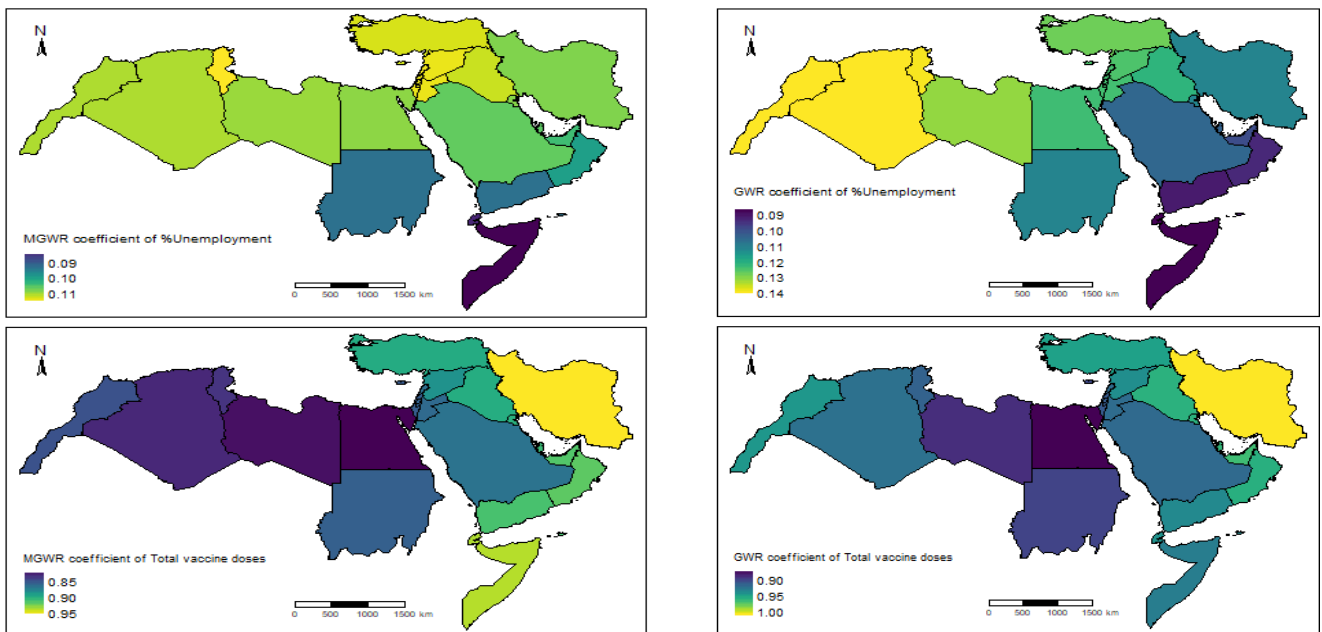 N
MGWR coefficient of %Unemployment
0.09
0.10
0.11
0 500 1000 1500 km
N
GWR coefficient of %Unemployment
0.09
0.10
0.11
0.12
0.13
0.14
0 500 1000 1500 km
N
MGWR coefficient of Total vaccine doses
0.85
0.90
0.95
0 500 1000 1500 km
N
GWR coefficient of Total vaccine doses
0.90
0.95
1.00
0 500 1000 1500 km